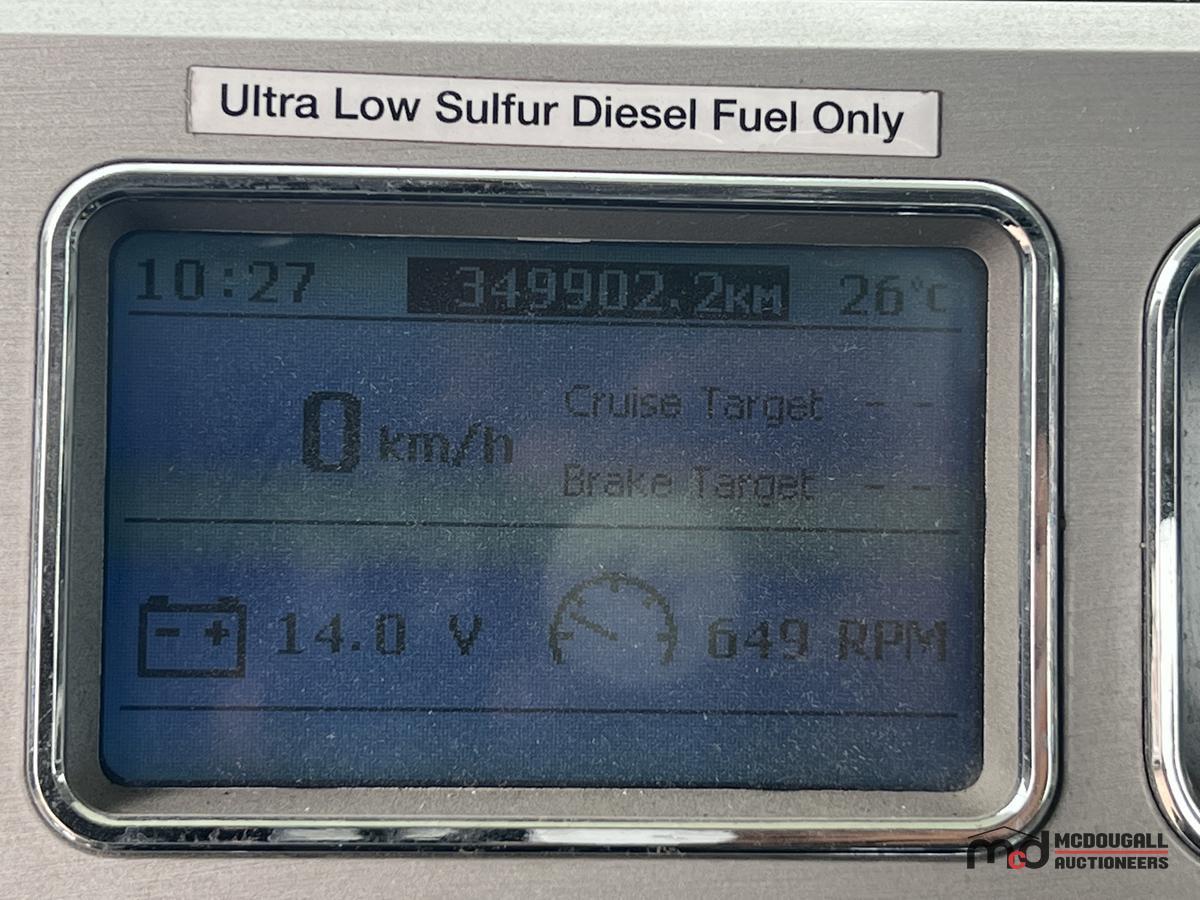 Ultra Low Sulfur Diesel Fuel Only
10:27 349902.2KM 26°C
0 km/h
Cruise Target - -
Brake Target - -
- + 14.0 V 649 RPM
mcd MCDOUGALL
AUCTIONEERS